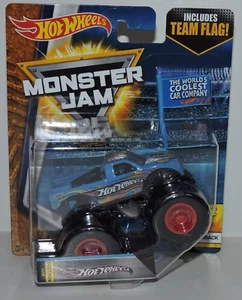 Hot Wheels
INCLUDES
TEAM FLAG!
MONSTER
JAM
THE WORLD'S
COOLEST
CAR COMPANY
Hot Wheels
Hot Wheels